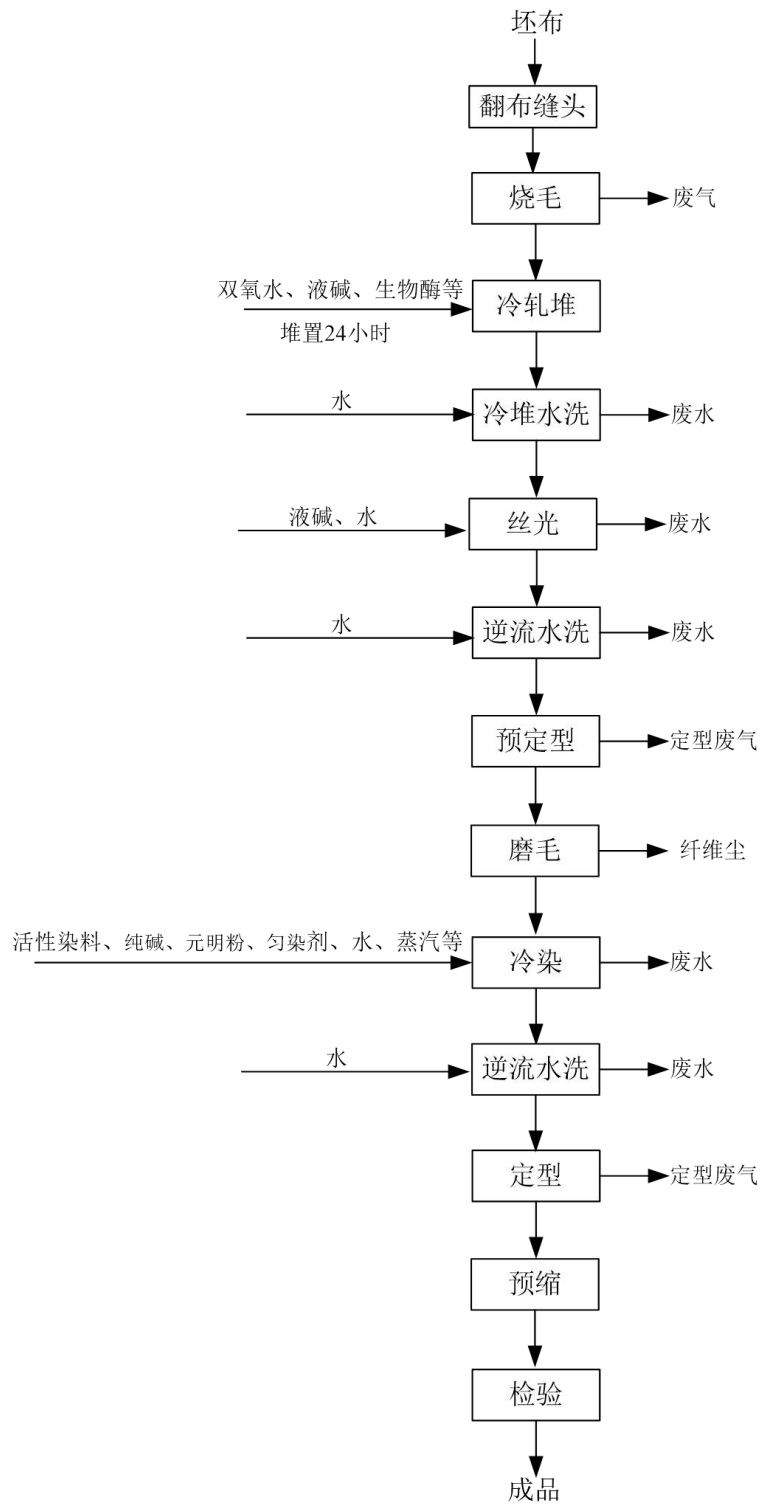 坯布
翻布缝头
烧毛
废气
双氧水、液碱、生物酶等
堆置24小时
冷轧堆
水
冷堆水洗
废水
液碱、水
丝光
废水
水
逆流水洗
废水
预定型
定型废气
磨毛
纤维尘
活性染料、纯碱、元明粉、匀染剂、水、蒸汽等
冷染
废水
水
逆流水洗
废水
定型
定型废气
预缩
检验
成品